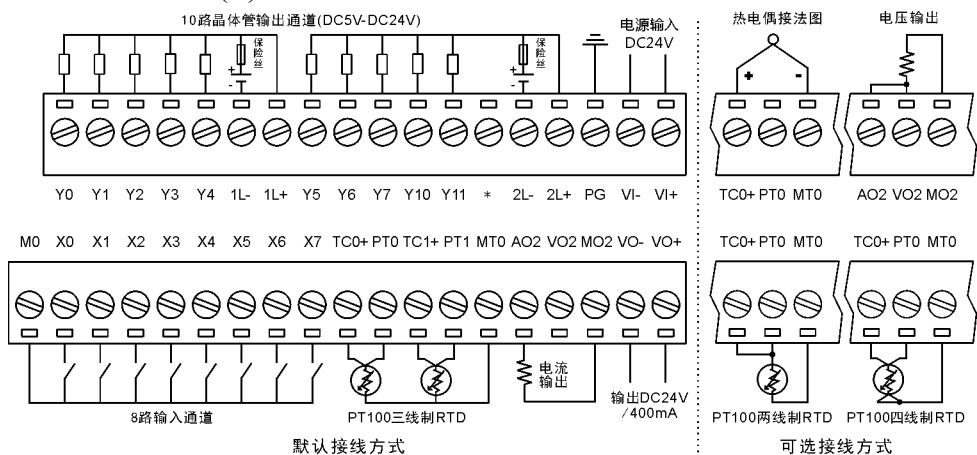 10路晶体管输出通道(DC5V-DC24V)
保险丝
保险丝
电源输入
DC24V
热电偶接法图
电压输出
+
-
+
-
+
-
Y0 Y1 Y2 Y3 Y4 1L- 1L+ Y5 Y6 Y7 Y10 Y11 * 2L- 2L+ PG VI- VI+
TC0+ PT0 MT0
AO2 VO2 MO2
M0 X0 X1 X2 X3 X4 X5 X6 X7 TC0+ PT0 TC1+ PT1 MT0 AO2 VO2 MO2 VO- VO+
TC0+ PT0 MT0
TC0+ PT0 MT0
8路输入通道
PT100三线制RTD
电流
输出
输出DC24V
/400mA
PT100两线制RTD
PT100四线制RTD
默认接线方式
可选接线方式